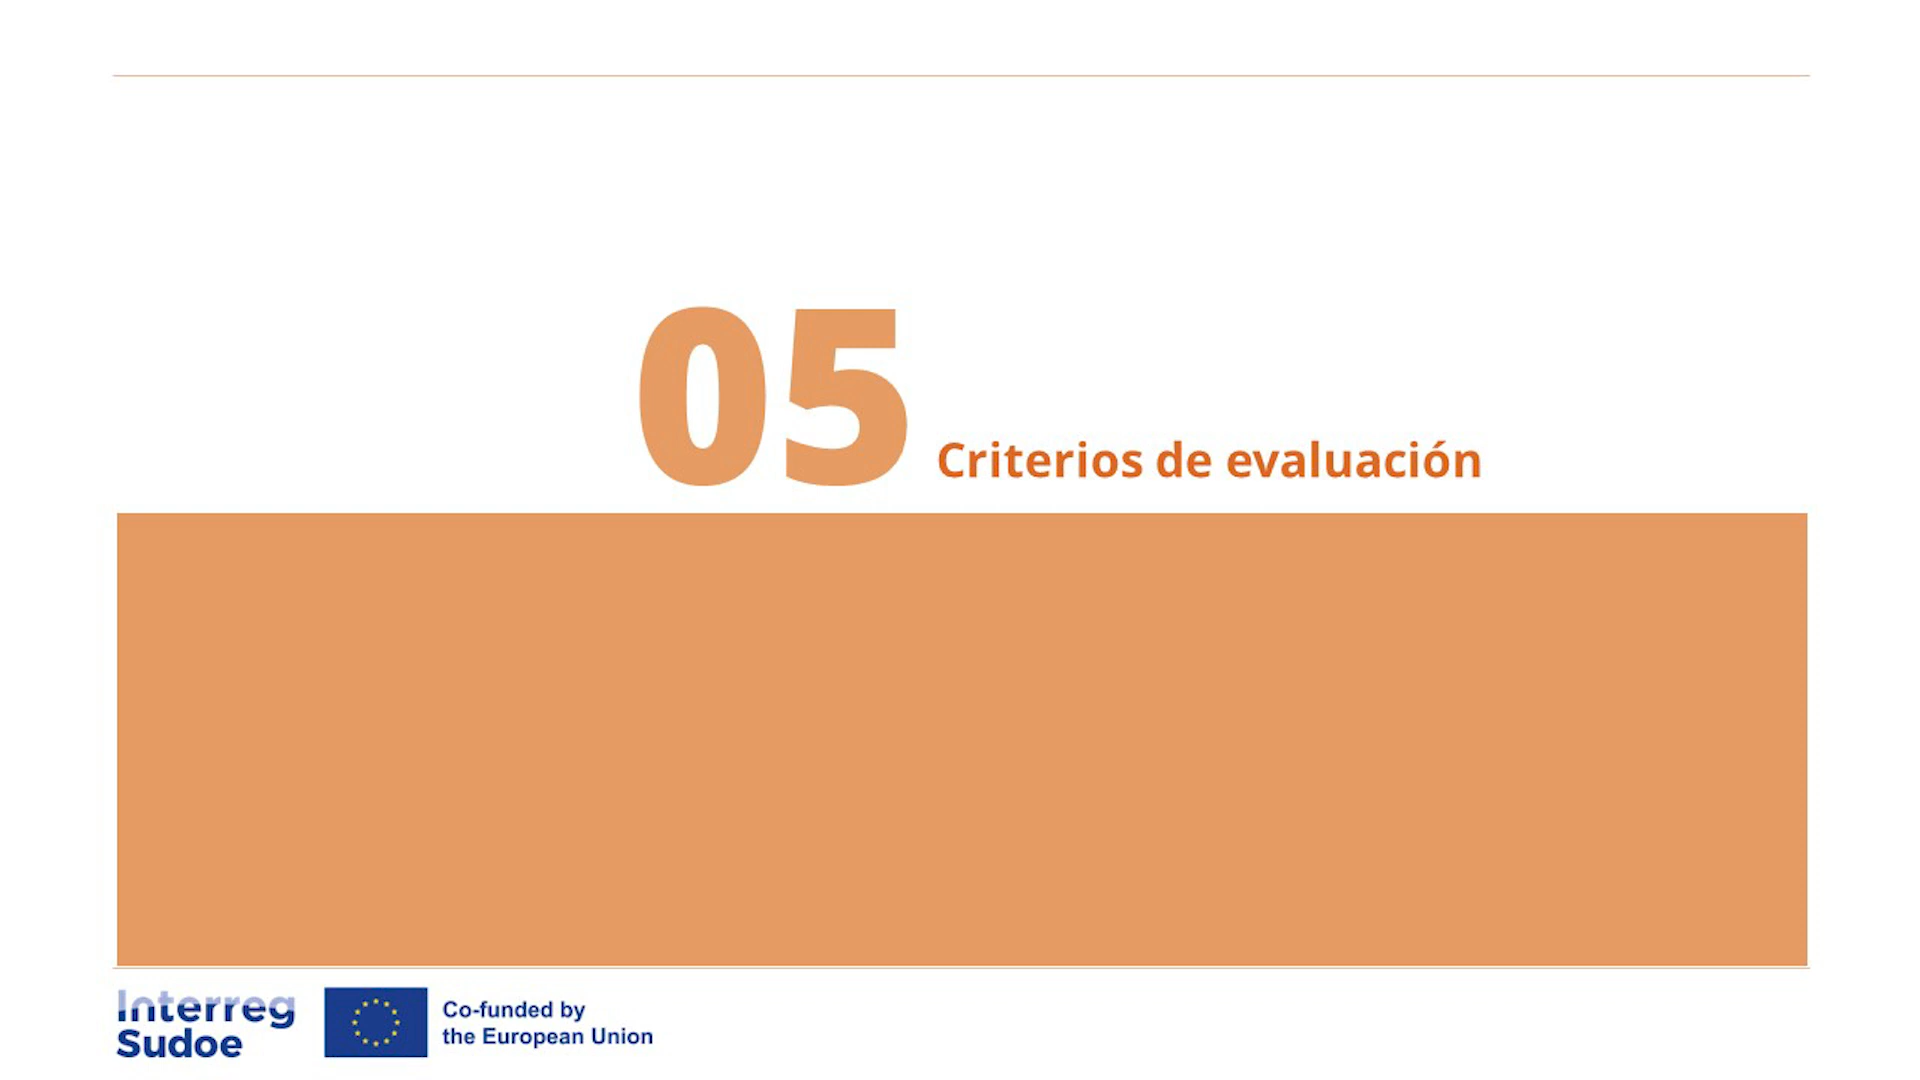 05 Criterios de evaluación
Interreg
Sudoe
Co-funded by
the European Union